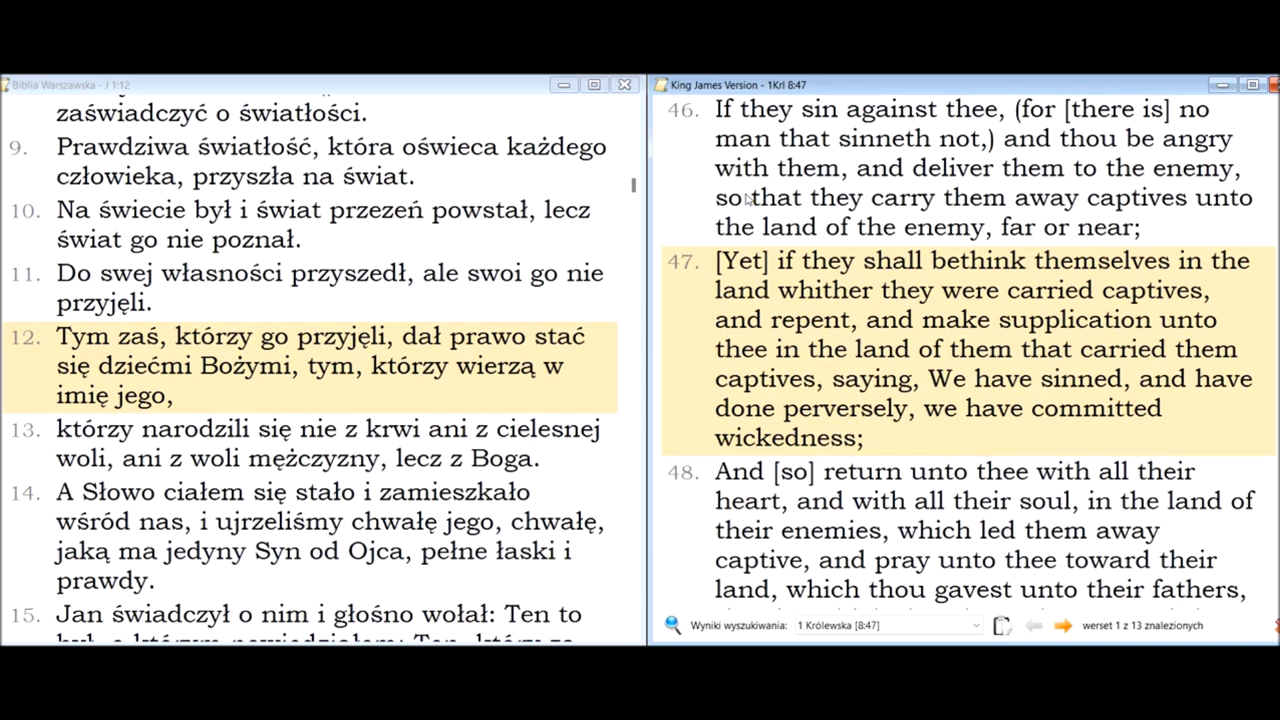 Biblia Warszawska - J 1:12
zaświadczyć o światłości.
9. Prawdziwa światłość, która oświeca każdego
człowieka, przyszła na świat.
10. Na świecie był i świat przezeń powstał, lecz
świat go nie poznał.
11. Do swej własności przyszedł, ale swoi go nie
przyjęli.
12. Tym zaś, którzy go przyjęli, dał prawo stać
się dziećmi Bożymi, tym, którzy wierzą w
imię jego,
13. którzy narodzili się nie z krwi ani z cielesnej
woli, ani z woli mężczyzny, lecz z Boga.
14. A Słowo ciałem się stało i zamieszkało
wśród nas, i ujrzeliśmy chwałę jego, chwałę,
jaką ma jedyny Syn od Ojca, pełne łaski i
prawdy.
15. Jan świadczył o nim i głośno wołał: Ten to
King James Version - 1Krl 8:47
46. If they sin against thee, (for [there is] no
man that sinneth not,) and thou be angry
with them, and deliver them to the enemy,
so that they carry them away captives unto
the land of the enemy, far or near;
47. [Yet] if they shall bethink themselves in the
land whither they were carried captives,
and repent, and make supplication unto
thee in the land of them that carried them
captives, saying, We have sinned, and have
done perversely, we have committed
wickedness;
48. And [so] return unto thee with all their
heart, and with all their soul, in the land of
their enemies, which led them away
captive, and pray unto thee toward their
land, which thou gavest unto their fathers,
Wyniki wyszukiwania: 1 Królewska [8:47] werset 1 z 13 znalezionych